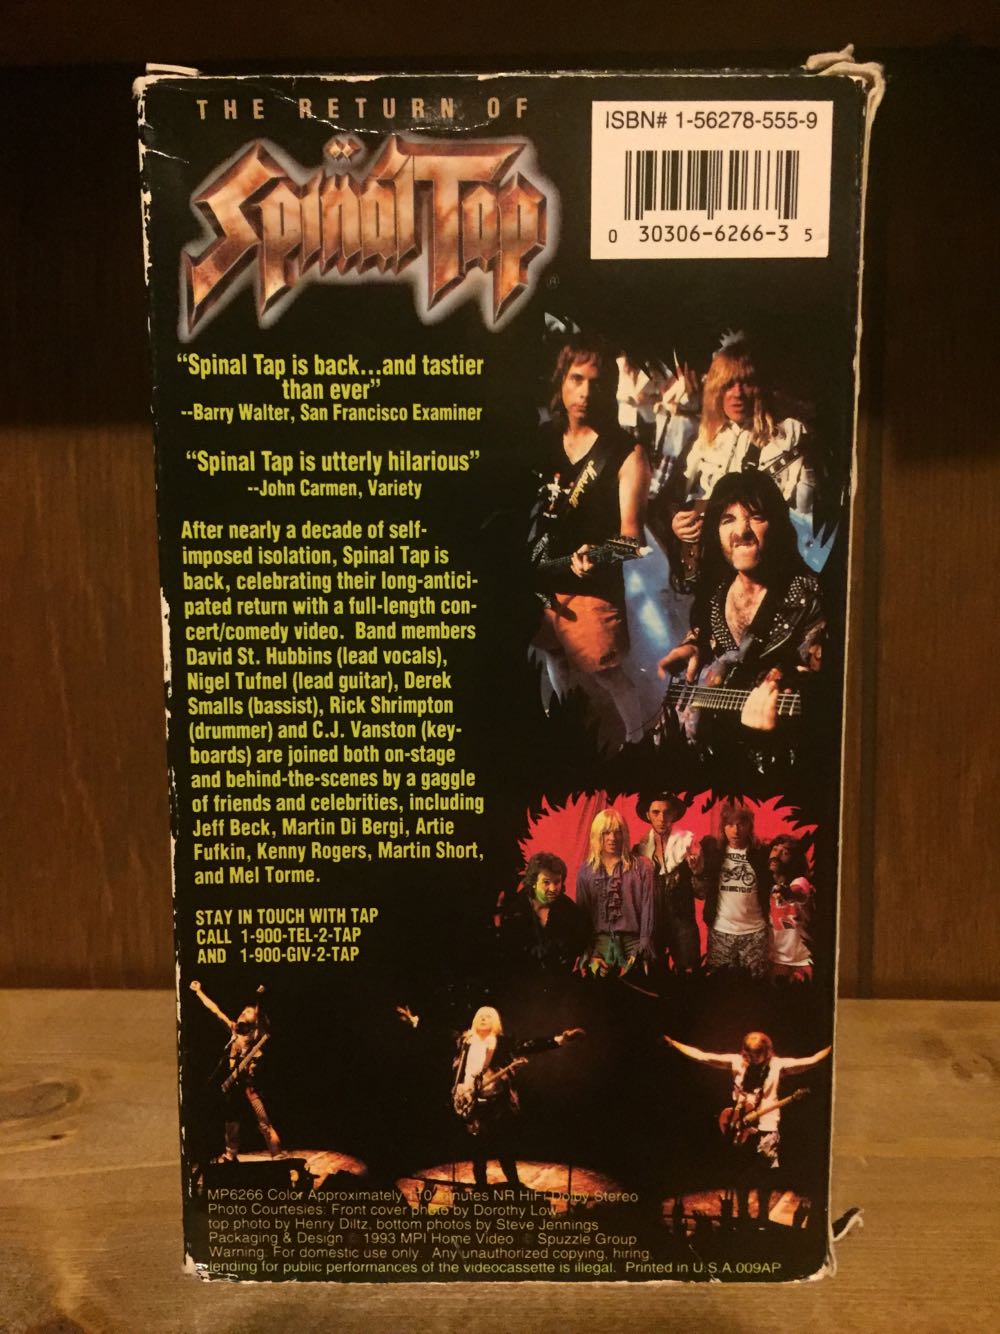 THE RETURN OF
Spın̈al Tap
ISBN# 1-56278-555-9
0 30306-6266-3 5
“Spinal Tap is back...and tastier
than ever”
--Barry Walter, San Francisco Examiner
“Spinal Tap is utterly hilarious”
--John Carmen, Variety
After nearly a decade of self-
imposed isolation, Spinal Tap is
back, celebrating their long-antici-
pated return with a full-length con-
cert/comedy video. Band members
David St. Hubbins (lead vocals),
Nigel Tufnel (lead guitar), Derek
Smalls (bassist), Rick Shrimpton
(drummer) and C.J. Vanston (key-
boards) are joined both on-stage
and behind-the-scenes by a gaggle
of friends and celebrities, including
Jeff Beck, Martin Di Bergi, Artie
Fufkin, Kenny Rogers, Martin Short,
and Mel Torme.
STAY IN TOUCH WITH TAP
CALL 1-900-TEL-2-TAP
AND 1-900-GIV-2-TAP
MP6266 Color Approximately 110 minutes NR HiFi Dolby Stereo
Photo Courtesies: Front cover photo by Dorothy Low,
top photo by Henry Diltz, bottom photos by Steve Jennings
Packaging & Design © 1993 MPI Home Video © Spuzzle Group
Warning: For domestic use only. Any unauthorized copying, hiring,
lending for public performances of the videocassette is illegal. Printed in U.S.A.009AP